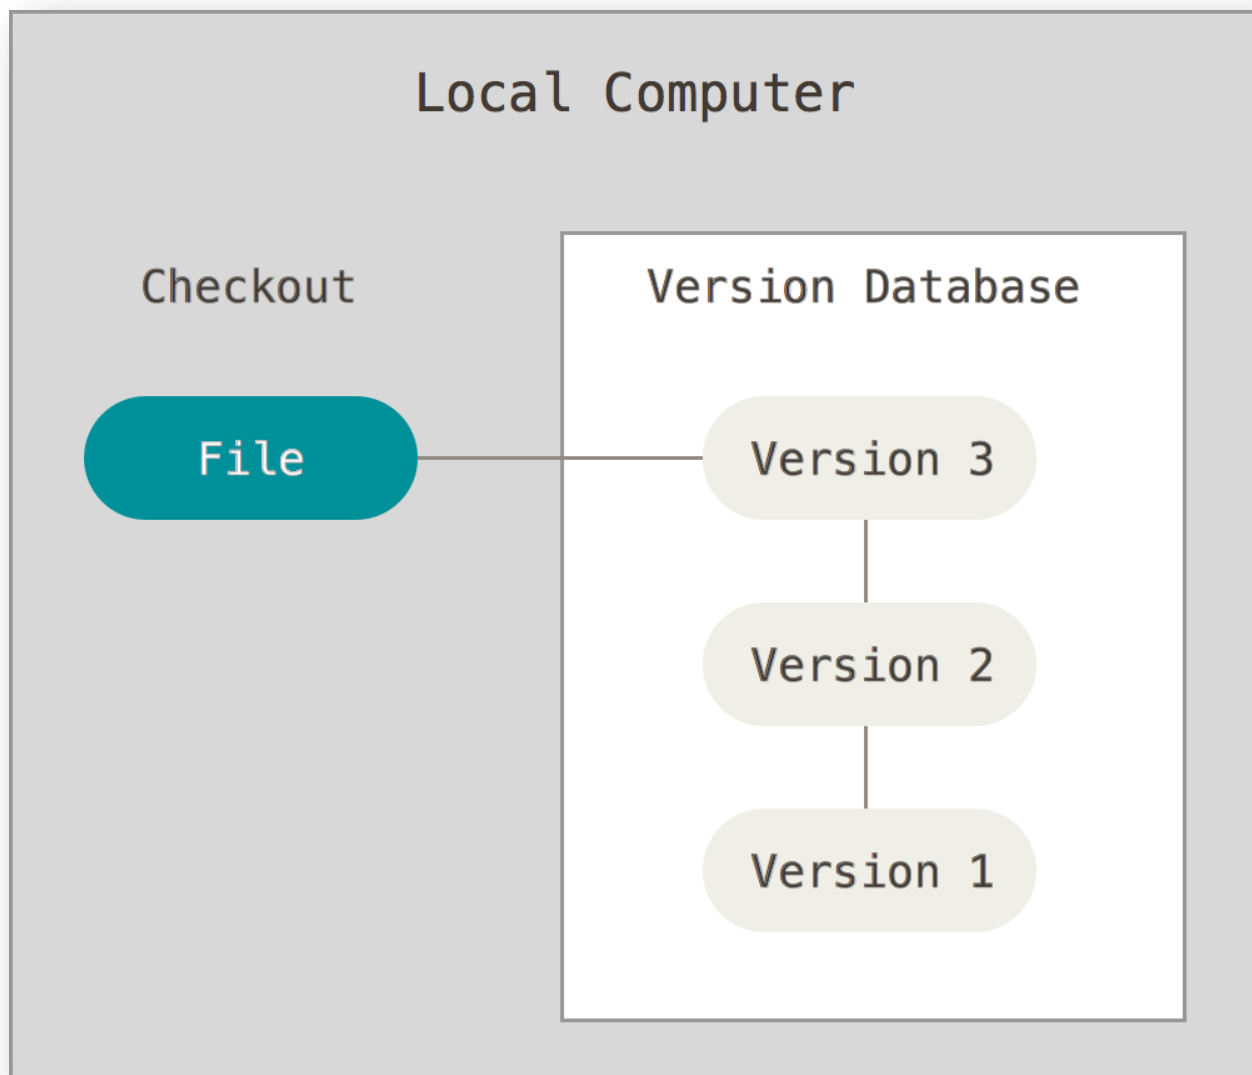 Local Computer
Checkout
Version Database
File
Version 3
Version 2
Version 1